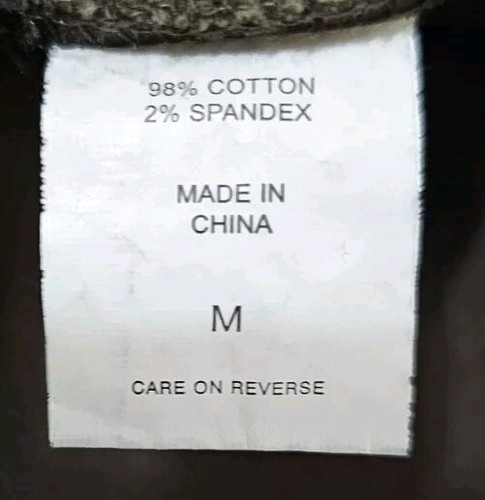 98% COTTON
2% SPANDEX
MADE IN
CHINA
M
CARE ON REVERSE